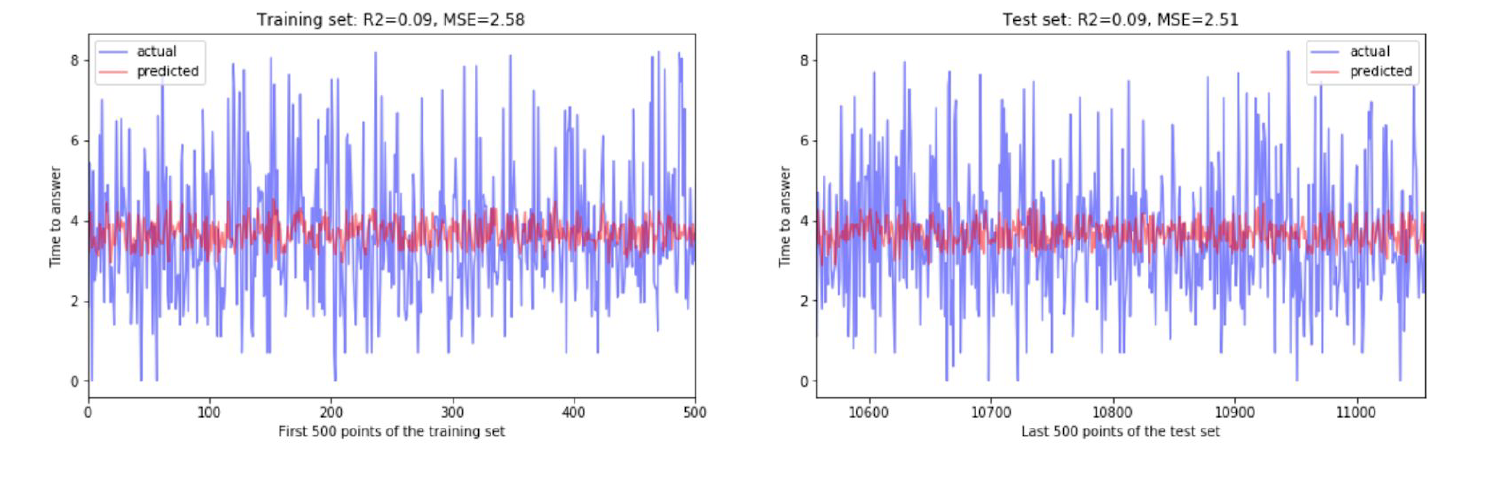 Training set: R2=0.09, MSE=2.58
actual
predicted
8
6
4
2
0
Time to answer
0 100 200 300 400 500
First 500 points of the training set
Test set: R2=0.09, MSE=2.51
actual
predicted
8
6
4
2
0
Time to answer
10600 10700 10800 10900 11000
Last 500 points of the test set